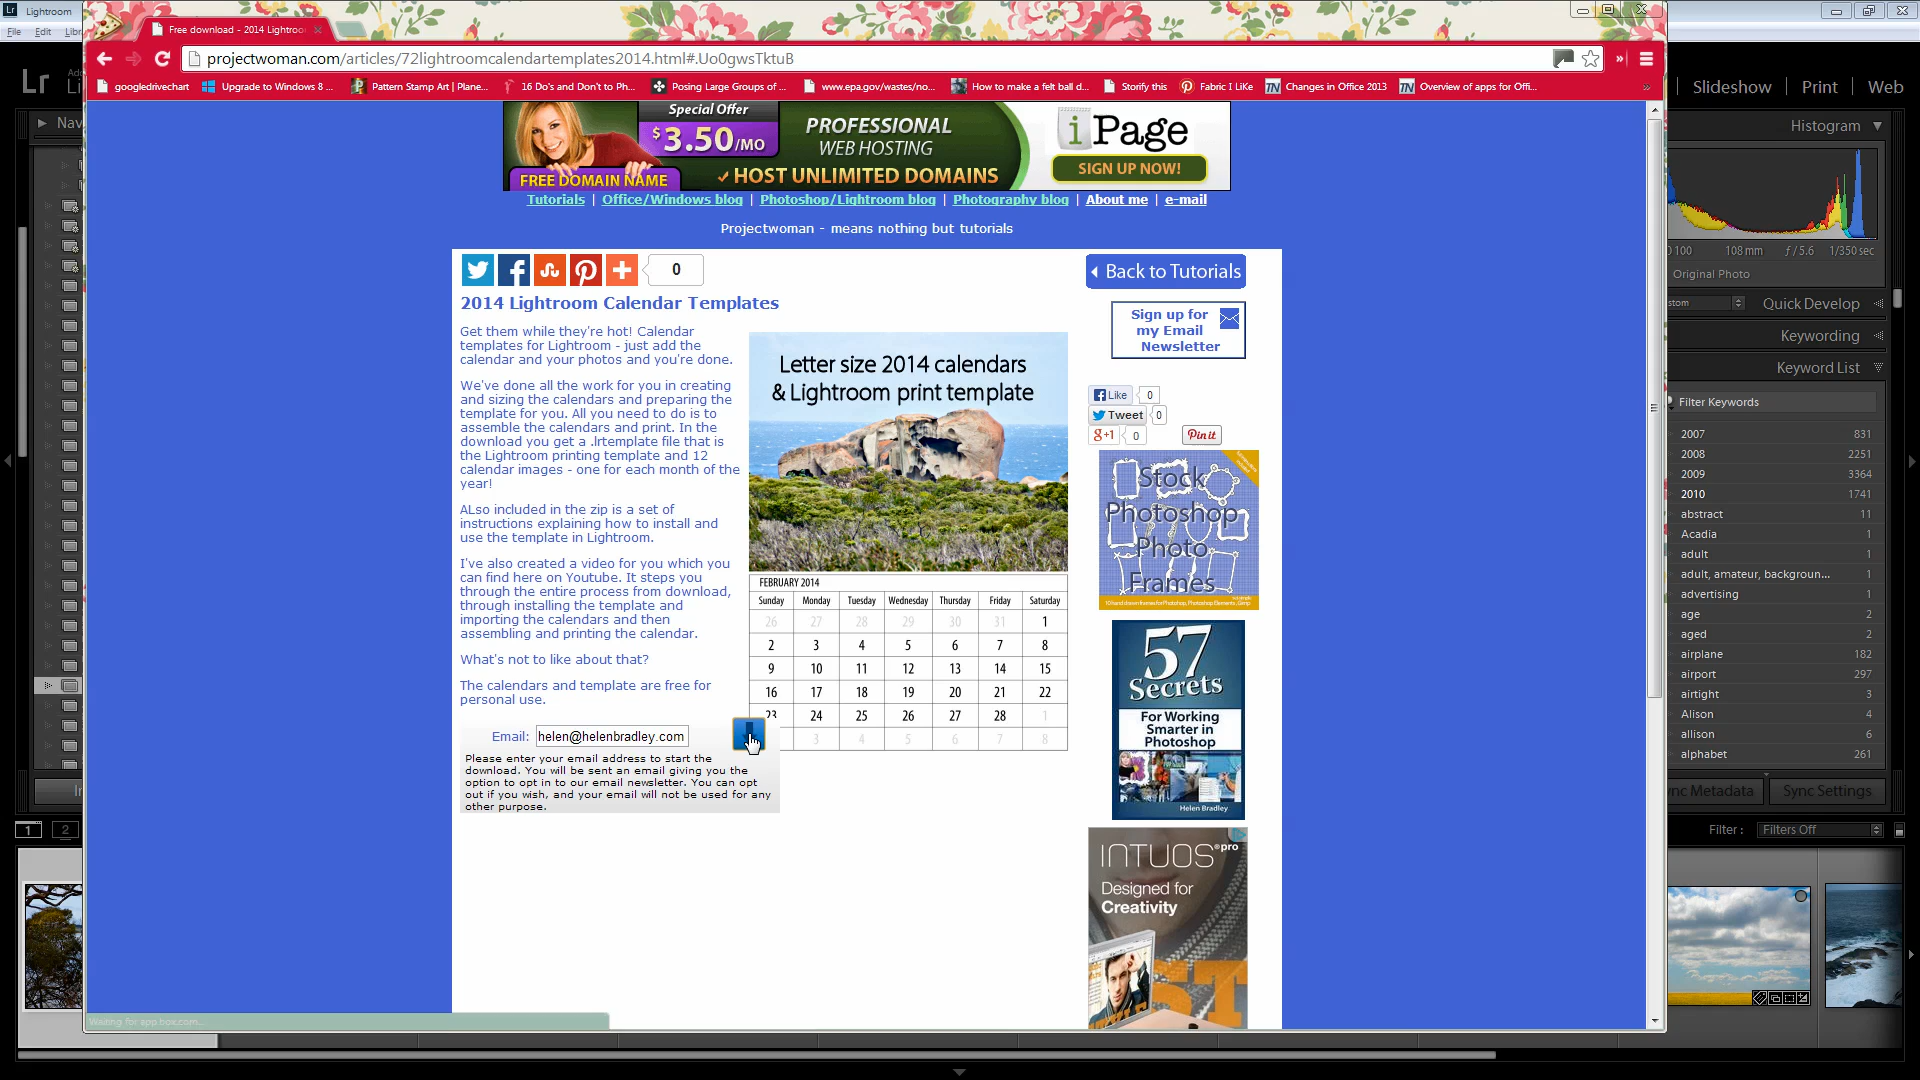 Lightroom
File Edit
Free download - 2014 Lightroo
projectwoman.com/articles/72lightroomcalendartemplates2014.html#.Uo0gwsTktuB
googledrivechart
Upgrade to Windows 8 ...
Pattern Stamp Art | Plane...
16 Do's and Don't to Ph...
Posing Large Groups of ...
www.epa.gov/wastes/no...
How to make a felt ball d...
Storify this
Fabric I LiKe
Changes in Office 2013
Overview of apps for Offi...
Lr
Slideshow | Print | Web
Special Offer
$3.50/MO
FREE DOMAIN NAME
PROFESSIONAL
WEB HOSTING
✓ HOST UNLIMITED DOMAINS
iPage
SIGN UP NOW!
Tutorials | Office/Windows blog | Photoshop/Lightroom blog | Photography blog | About me | e-mail
Projectwoman - means nothing but tutorials
0
Back to Tutorials
2014 Lightroom Calendar Templates
Get them while they're hot! Calendar
templates for Lightroom - just add the
calendar and your photos and you're done.
We've done all the work for you in creating
and sizing the calendars and preparing the
template for you. All you need to do is to
assemble the calendars and print. In the
download you get a .lrtemplate file that is
the Lightroom printing template and 12
calendar images - one for each month of the
year!
ALso included in the zip is a set of
instructions explaining how to install and
use the template in Lightroom.
I've also created a video for you which you
can find here on Youtube. It steps you
through the entire process from download,
through installing the template and
importing the calendars and then
assembling and printing the calendar.
What's not to like about that?
The calendars and template are free for
personal use.
Email: helen@helenbradley.com
Please enter your email address to start the
download. You will be sent an email giving you the
option to opt in to our email newsletter. You can opt
out if you wish, and your email will not be used for any
other purpose.
Letter size 2014 calendars
& Lightroom print template
FEBRUARY 2014
Sunday Monday Tuesday Wednesday Thursday Friday Saturday
26 27 28 29 30 31 1
2 3 4 5 6 7 8
9 10 11 12 13 14 15
16 17 18 19 20 21 22
23 24 25 26 27 28 1
3 4 5 6 7 8
Sign up for
my Email
Newsletter
Like 0
Tweet 0
g+1 0
Pin it
Stock
Photoshop
Photo
Frames
57
Secrets
For Working
Smarter in
Photoshop
Helen Bradley
INTUOS®pro
Designed for
Creativity
Waiting for app.box.com...
Nav
1 2
Histogram
100 108mm ƒ/5.6 1/350 sec
Original Photo
Quick Develop
Keywording
Keyword List
Filter Keywords
2007 831
2008 2251
2009 3364
2010 1741
abstract 11
Acadia 1
adult 1
adult, amateur, backgroun... 1
advertising 1
age 2
aged 2
airplane 182
airport 297
airtight 3
Alison 4
allison 6
alphabet 261
Sync Settings
Filter : Filters Off